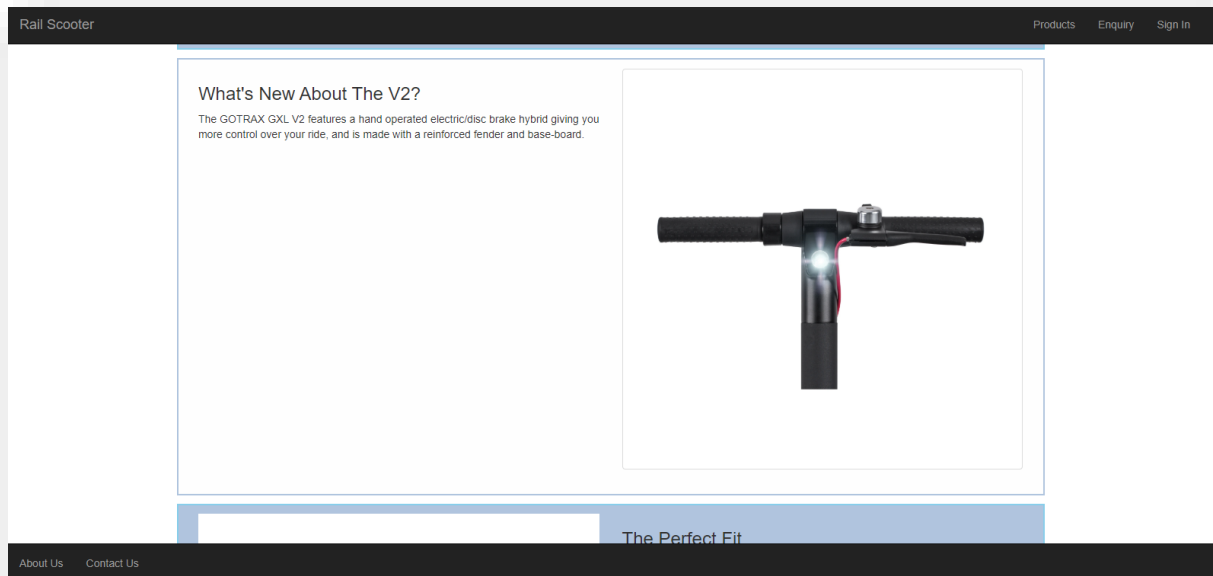 Rail Scooter
Products Enquiry Sign In
What's New About The V2?
The GOTRAX GXL V2 features a hand operated electric/disc brake hybrid giving you
more control over your ride, and is made with a reinforced fender and base-board.
The Perfect Fit
About Us Contact Us